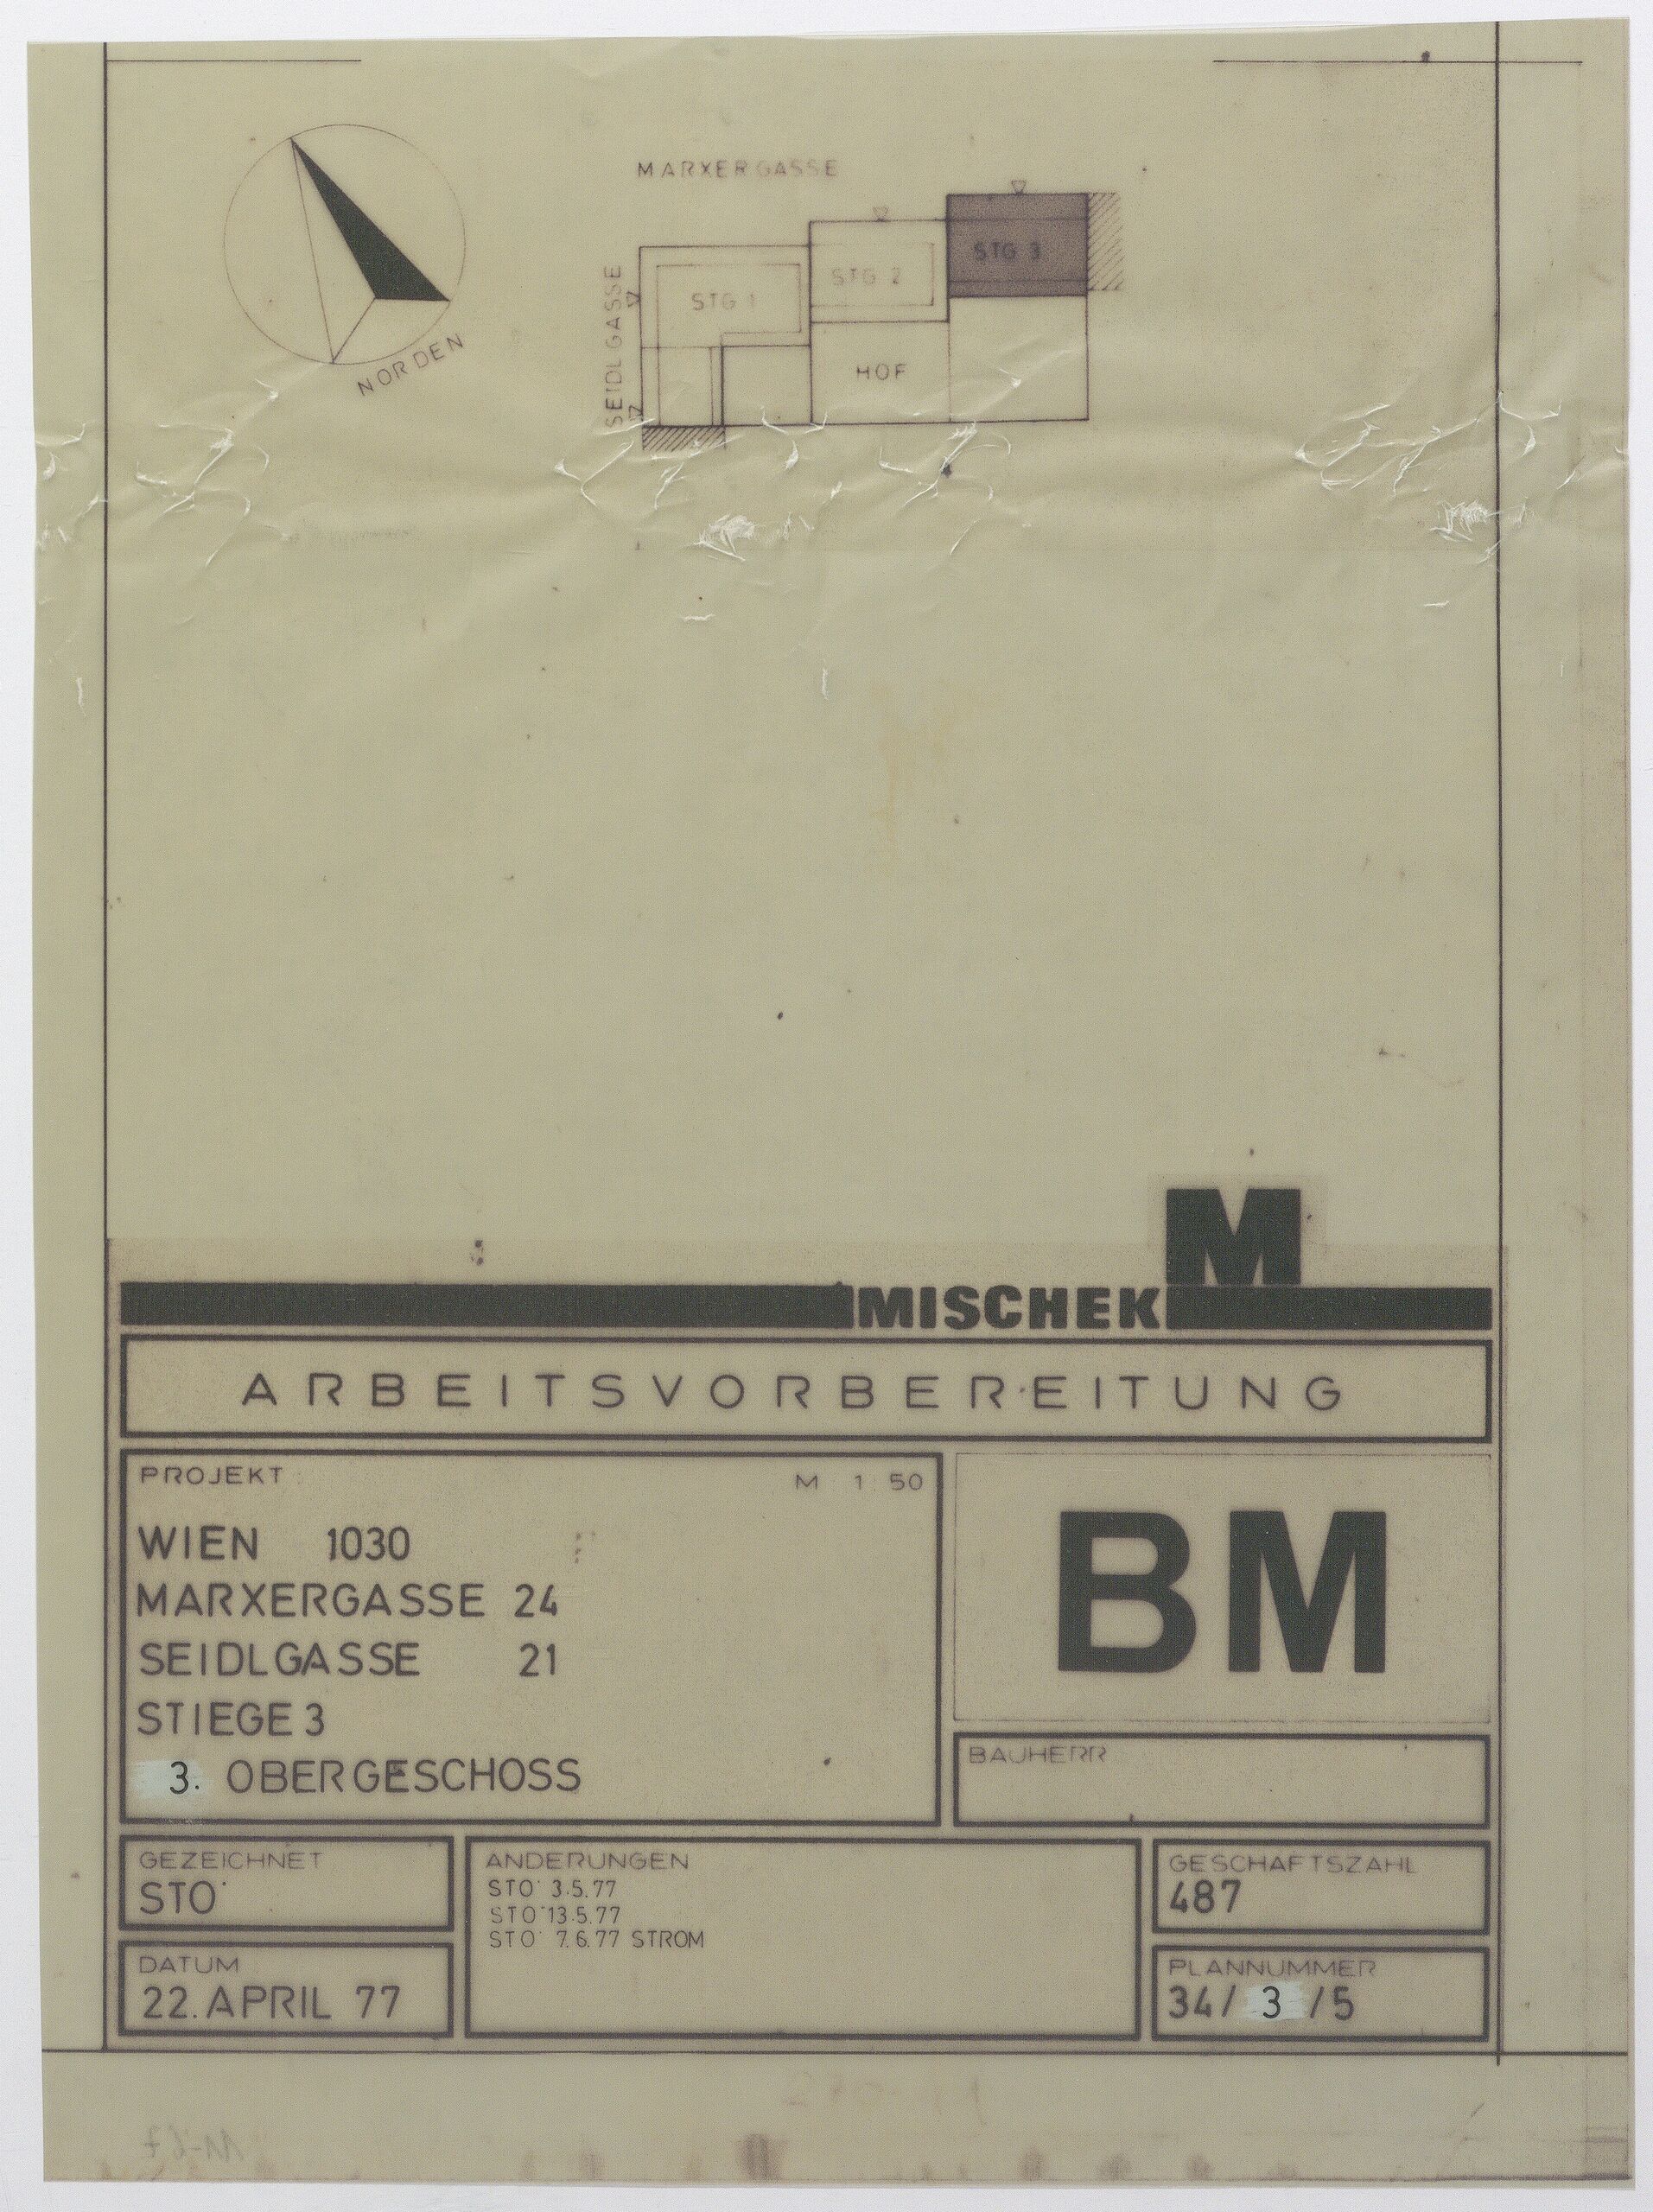 MARXERGASSE
SEIDLGASSE
STG 1
STG 2
STG 3
HOF
NORDEN
M
MISCHEK
ARBEITSVORBEREITUNG
PROJEKT
M 1 50
WIEN 1030
MARXERGASSE 24
SEIDLGASSE 21
STIEGE 3
3. OBERGESCHOSS
BM
BAUHERR
GEZEICHNET
STO
DATUM
22. APRIL 77
ANDERUNGEN
STO 3.5.77
STO 13.5.77
STO 7.6.77 STROM
GESCHAFTSZAHL
487
PLANNUMMER
34/ 3 /5